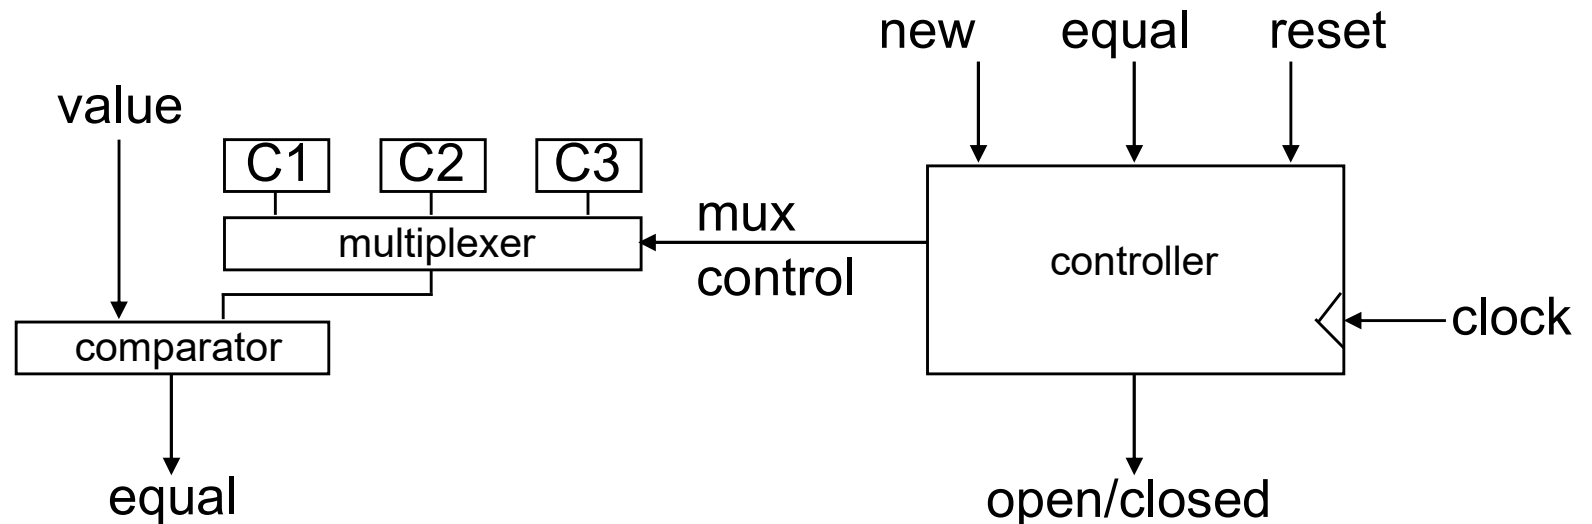 new equal reset
value
C1 C2 C3
mux
multiplexer
control
controller
clock
comparator
equal
open/closed